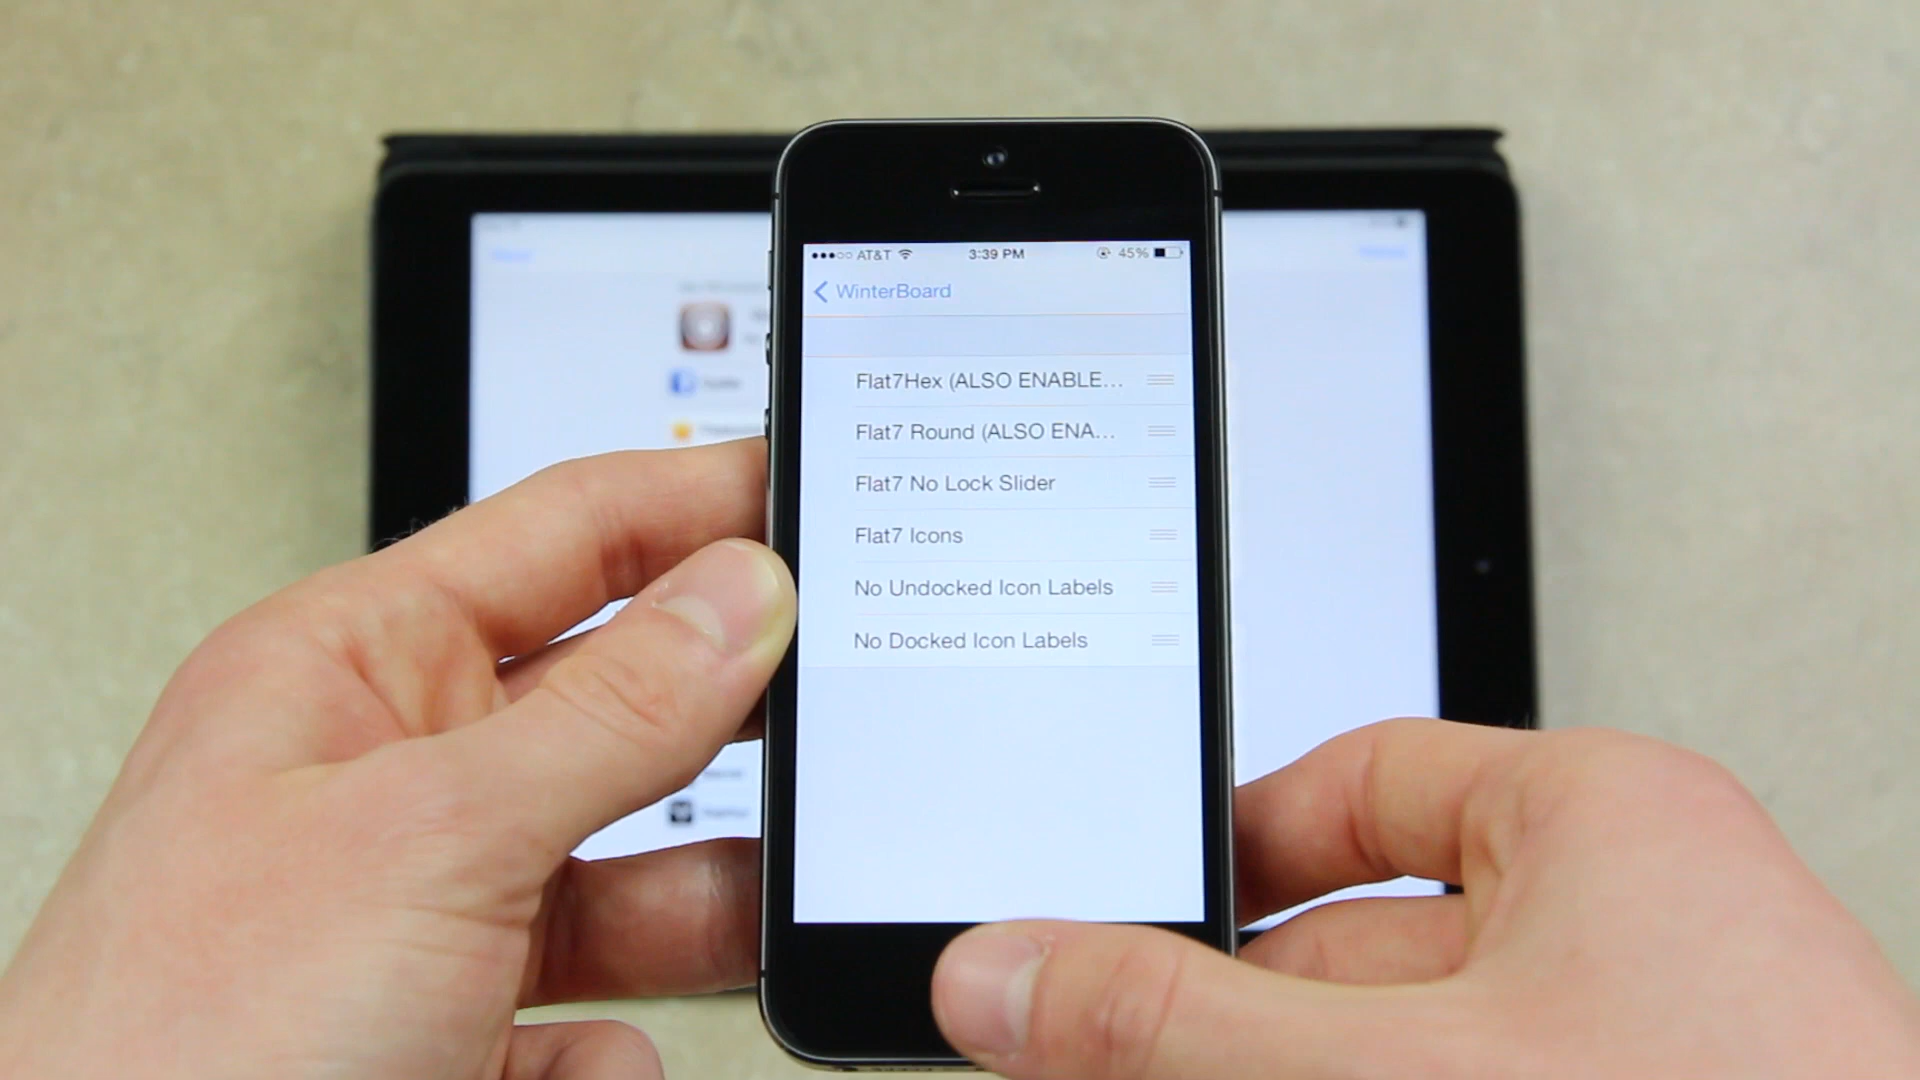 AT&T 3:39 PM 45%
WinterBoard
Flat7Hex (ALSO ENABLE...
Flat7 Round (ALSO ENA...
Flat7 No Lock Slider
Flat7 Icons
No Undocked Icon Labels
No Docked Icon Labels